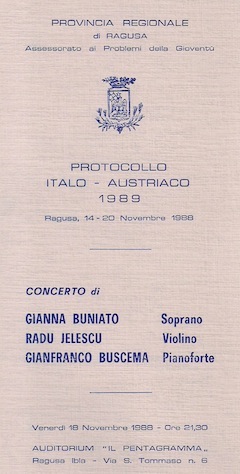 PROVINCIA REGIONALE
di RAGUSA
Assessorato ai Problemi della Gioventù
PROTOCOLLO
ITALO - AUSTRIACO
1989
Ragusa, 14-20 Novembre 1988
CONCERTO di
GIANNA BUNIATO Soprano
RADU JELESCU Violino
GIANFRANCO BUSCEMA Pianoforte
Venerdì 18 Novembre 1988 - Ore 21,30
AUDITORIUM "IL PENTAGRAMMA„
Ragusa Ibla - Via S. Tommaso n. 6